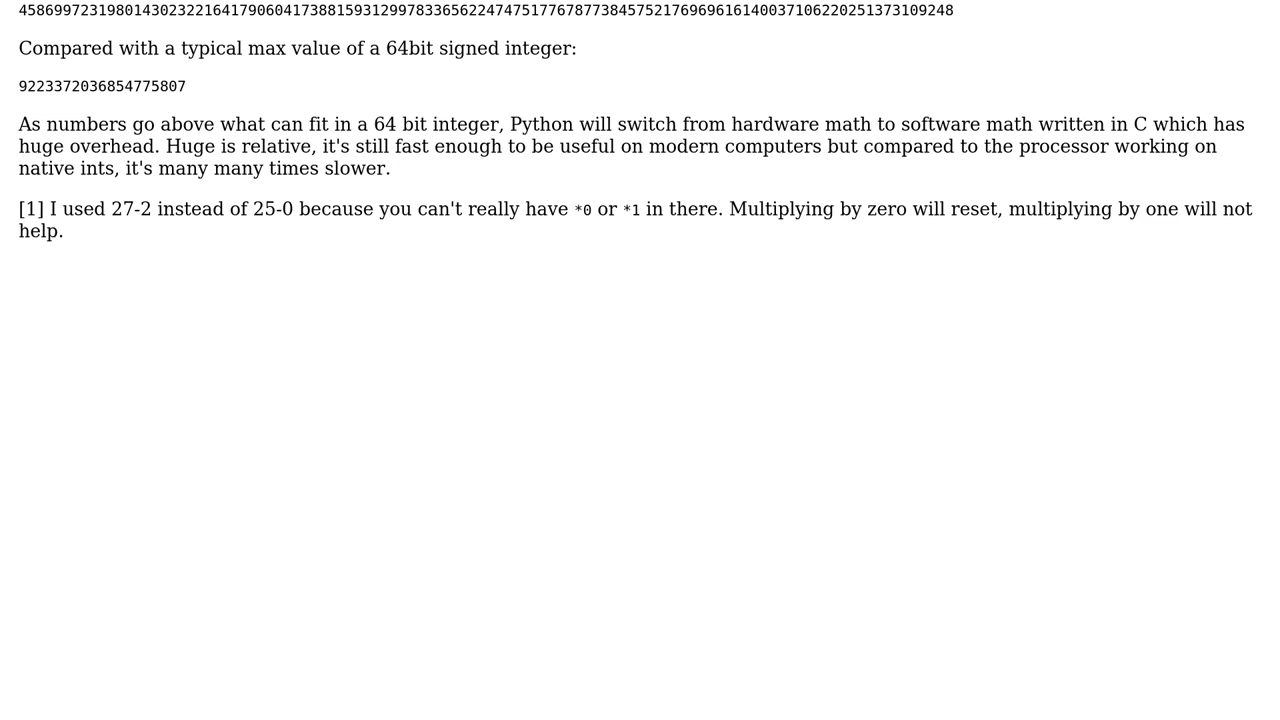 45869972319801430232216417906041738815931299783365622474751776787738457521769696161400371062202513731​09248
Compared with a typical max value of a 64bit signed integer:
9223372036854775807
As numbers go above what can fit in a 64 bit integer, Python will switch from hardware math to software math written in C which has
huge overhead. Huge is relative, it's still fast enough to be useful on modern computers but compared to the processor working on
native ints, it's many many times slower.
[1] I used 27-2 instead of 25-0 because you can't really have *0 or *1 in there. Multiplying by zero will reset, multiplying by one will not
help.